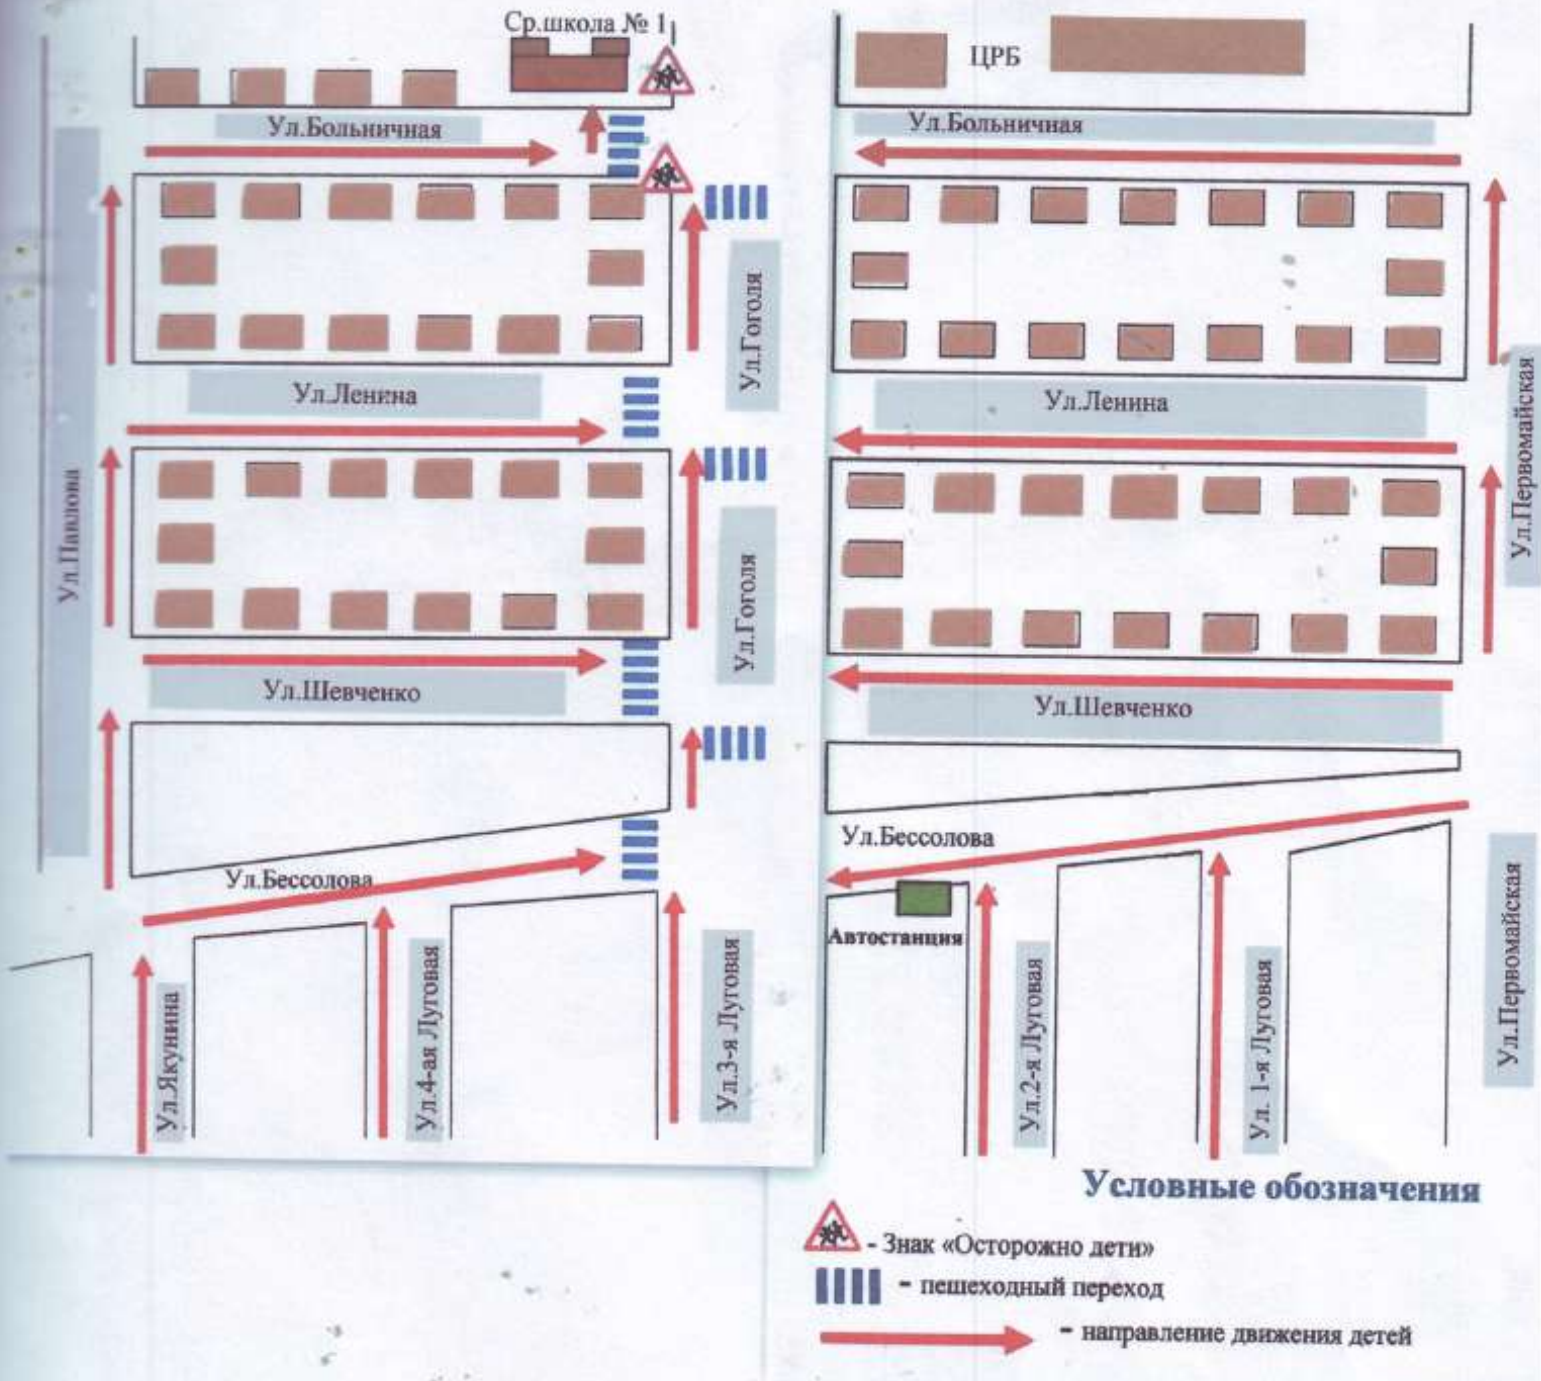 Ср.школа № 1
ЦРБ
Ул.Больничная
Ул.Больничная
Ул.Гоголя
Ул.Ленина
Ул.Ленина
Ул.Павлова
Ул.Первомайская
Ул.Гоголя
Ул.Шевченко
Ул.Шевченко
Ул.Бессолова
Ул.Бессолова
Автостанция
Ул.Якунина
Ул.4-ая Луговая
Ул.3-я Луговая
Ул.2-я Луговая
Ул. 1-я Луговая
Ул.Первомайская
Условные обозначения
- Знак «Осторожно дети»
- пешеходный переход
- направление движения детей